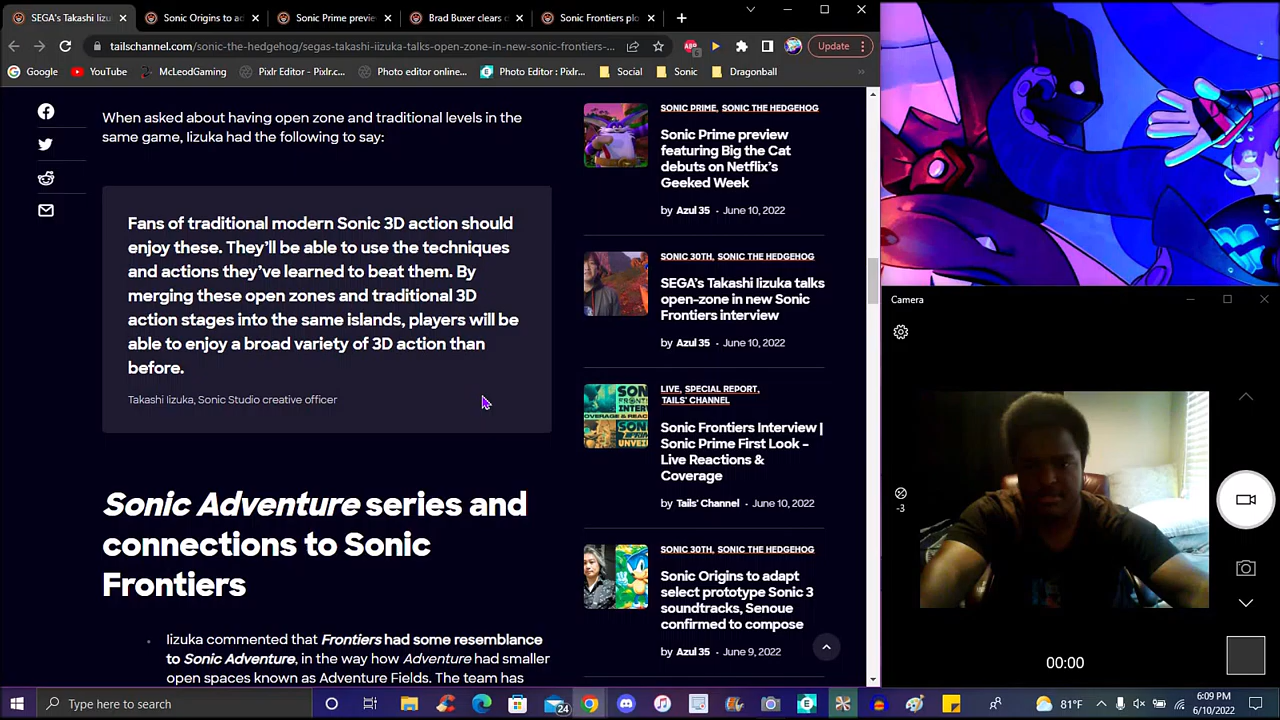 SEGA's Takashi Iizu
Sonic Origins to ad
Sonic Prime previe
Brad Buxer clears o
Sonic Frontiers plo
tailschannel.com/sonic-the-hedgehog/segas-takashi-iizuka-talks-open-zone-in-new-sonic-frontiers-...
Update
Google
YouTube
McLeodGaming
Pixlr Editor - Pixlr.c...
Photo editor online...
Photo Editor : Pixlr...
Social
Sonic
Dragonball
When asked about having open zone and traditional levels in the
same game, Iizuka had the following to say:
Fans of traditional modern Sonic 3D action should
enjoy these. They'll be able to use the techniques
and actions they've learned to beat them. By
merging these open zones and traditional 3D
action stages into the same islands, players will be
able to enjoy a broad variety of 3D action than
before.
Takashi Iizuka, Sonic Studio creative officer
Sonic Adventure series and
connections to Sonic
Frontiers
Iizuka commented that Frontiers had some resemblance
to Sonic Adventure, in the way how Adventure had smaller
open spaces known as Adventure Fields. The team has
SONIC PRIME, SONIC THE HEDGEHOG
Sonic Prime preview
featuring Big the Cat
debuts on Netflix's
Geeked Week
by Azul 35 - June 10, 2022
SONIC 30TH, SONIC THE HEDGEHOG
SEGA's Takashi Iizuka talks
open-zone in new Sonic
Frontiers interview
by Azul 35 - June 10, 2022
LIVE, SPECIAL REPORT,
TAILS' CHANNEL
Sonic Frontiers Interview |
Sonic Prime First Look –
Live Reactions &
Coverage
by Tails' Channel - June 10, 2022
SONIC 30TH, SONIC THE HEDGEHOG
Sonic Origins to adapt
select prototype Sonic 3
soundtracks, Senoue
confirmed to compose
by Azul 35 - June 9, 2022
Camera
-3
00:00
Type here to search
24
81°F
6:09 PM
6/10/2022